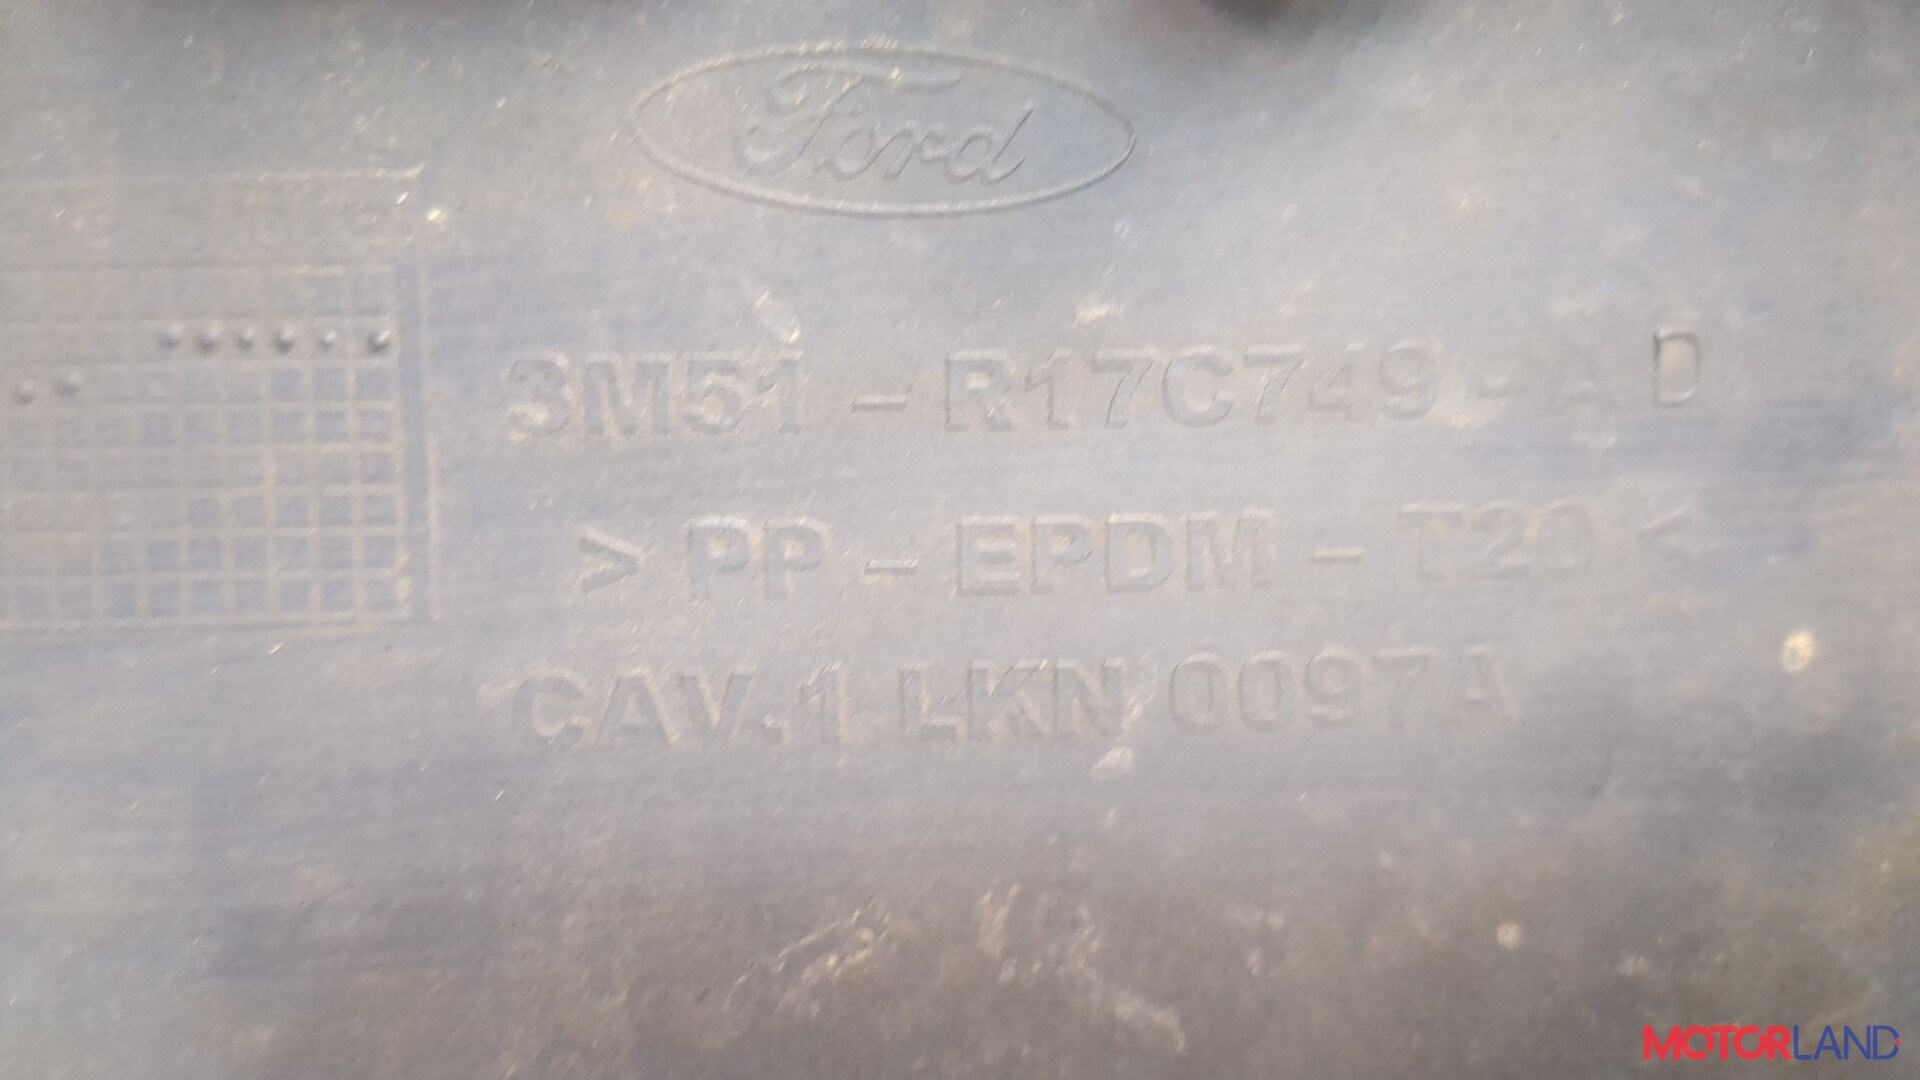 Ford
3M51 - R17C749 - A D
> PP - EPDM - T20 <
CAV. 1 LKN 0097A
MOTORLAND